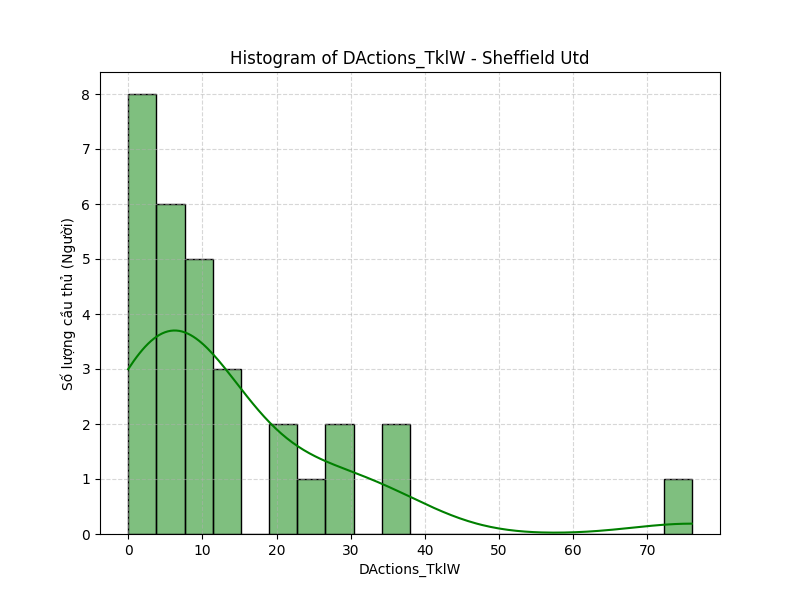 Histogram of DActions_TklW - Sheffield Utd
Số lượng cầu thủ (Người)
8
7
6
5
4
3
2
1
0
0 10 20 30 40 50 60 70
DActions_TklW